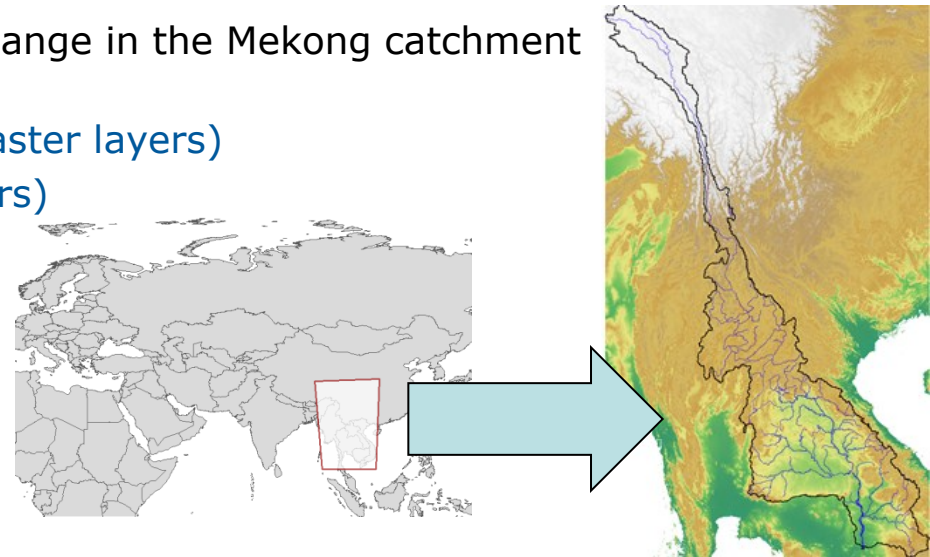 ange in the Mekong catchment
aster layers)
rs)